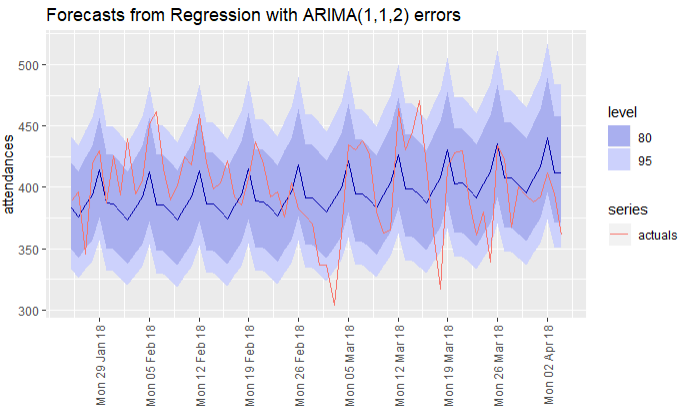 Forecasts from Regression with ARIMA(1,1,2) errors
attendances
500
450
400
350
300
Mon 29 Jan 18
Mon 05 Feb 18
Mon 12 Feb 18
Mon 19 Feb 18
Mon 26 Feb 18
Mon 05 Mar 18
Mon 12 Mar 18
Mon 19 Mar 18
Mon 26 Mar 18
Mon 02 Apr 18
level
80
95
series
actuals